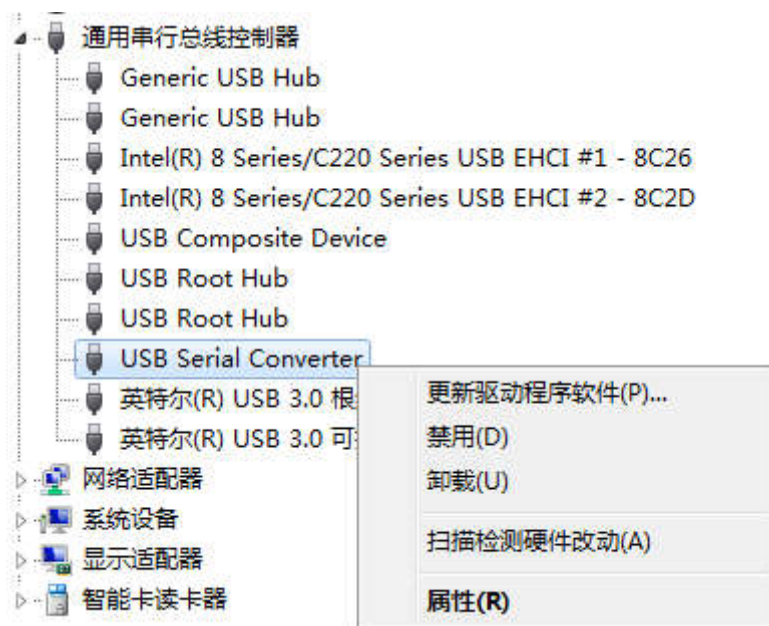 通用串行总线控制器
Generic USB Hub
Generic USB Hub
Intel(R) 8 Series/C220 Series USB EHCI #1 - 8C26
Intel(R) 8 Series/C220 Series USB EHCI #2 - 8C2D
USB Composite Device
USB Root Hub
USB Root Hub
USB Serial Converter
英特尔(R) USB 3.0 根
英特尔(R) USB 3.0 可
网络适配器
系统设备
显示适配器
智能卡读卡器
更新驱动程序软件(P)...
禁用(D)
卸载(U)
扫描检测硬件改动(A)
属性(R)